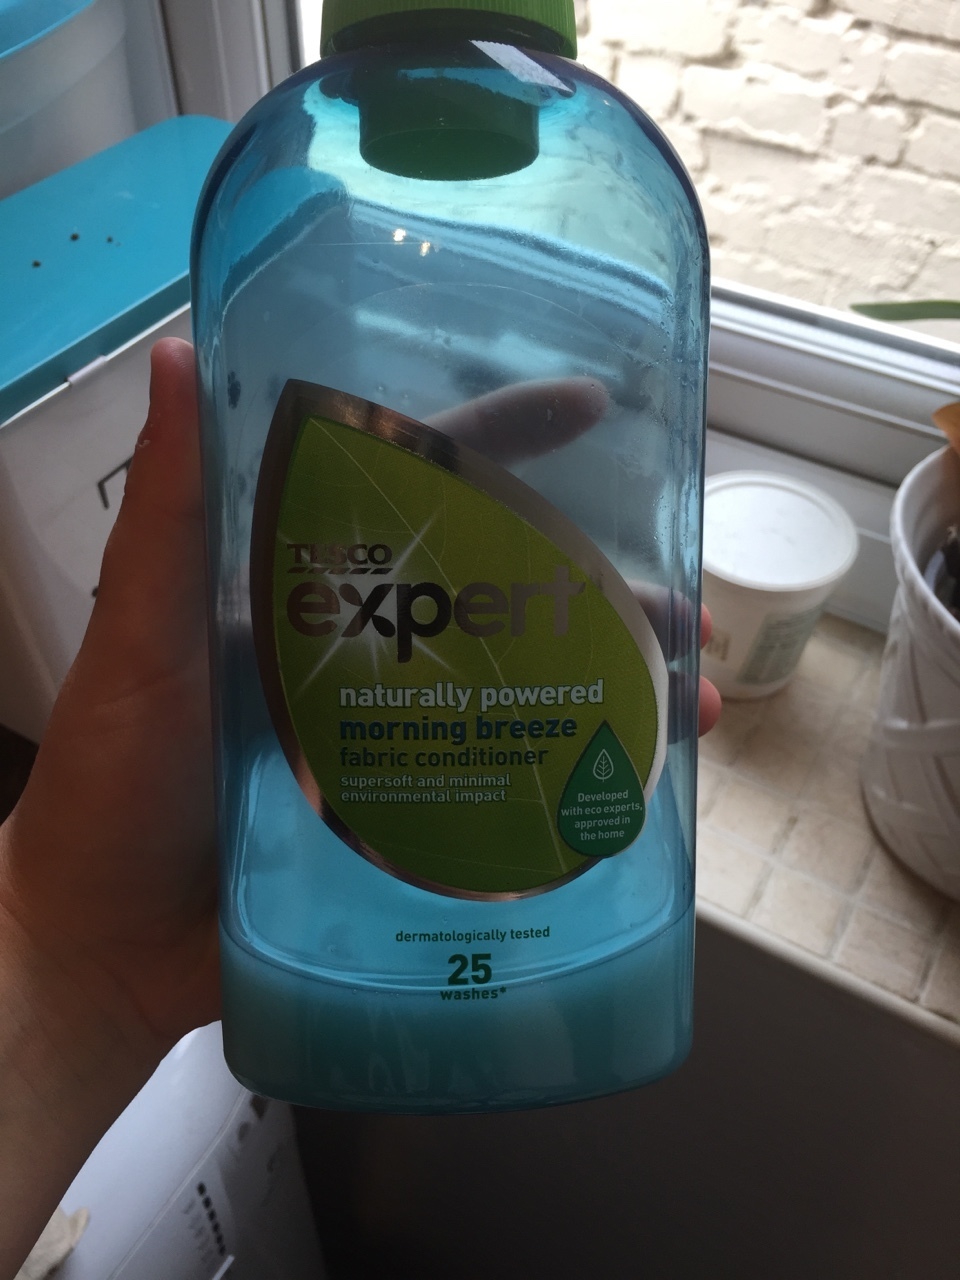 TESCO
expert
naturally powered
morning breeze
fabric conditioner
supersoft and minimal
environmental impact
Developed
with eco experts,
approved in
the home
dermatologically tested
25
washes*